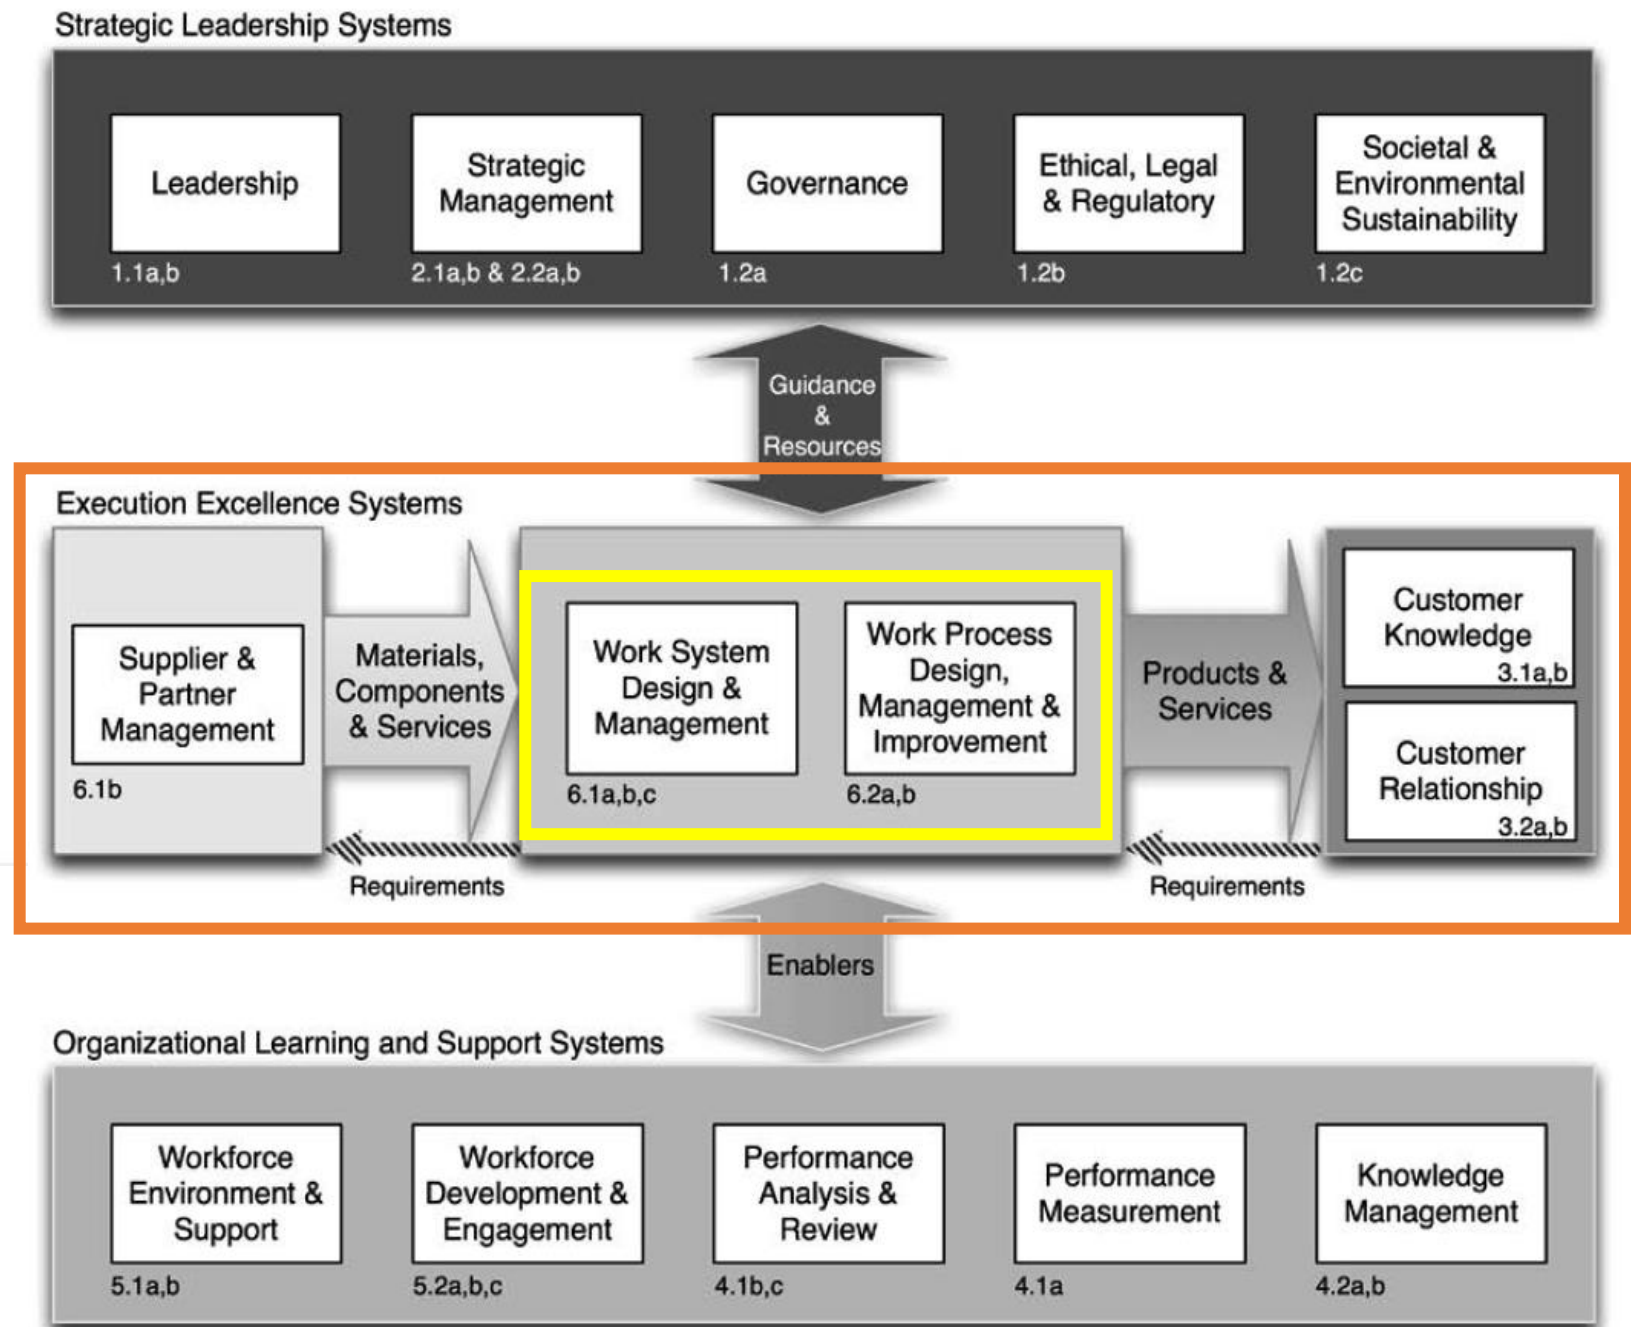 Strategic Leadership Systems
Leadership
1.1a,b
Strategic
Management
2.1a,b & 2.2a,b
Governance
1.2a
Ethical, Legal
& Regulatory
1.2b
Societal &
Environmental
Sustainability
1.2c
Guidance
&
Resources
Execution Excellence Systems
Supplier &
Partner
Management
6.1b
Materials,
Components
& Services
Requirements
Work System
Design &
Management
6.1a,b,c
Work Process
Design,
Management &
Improvement
6.2a,b
Products &
Services
Requirements
Customer
Knowledge
3.1a,b
Customer
Relationship
3.2a,b
Enablers
Organizational Learning and Support Systems
Workforce
Environment &
Support
5.1a,b
Workforce
Development &
Engagement
5.2a,b,c
Performance
Analysis &
Review
4.1b,c
Performance
Measurement
4.1a
Knowledge
Management
4.2a,b